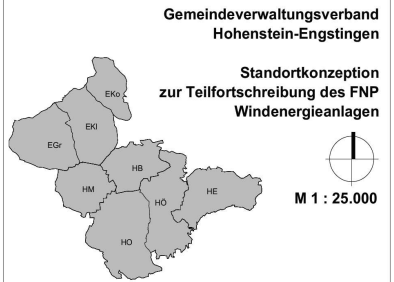 Gemeindeverwaltungsverband
Hohenstein-Engstingen
Standortkonzeption
zur Teilfortschreibung des FNP
Windenergieanlagen
EKo
EKl
EGr
HB
HM
HÖ
HE
HO
M 1 : 25.000